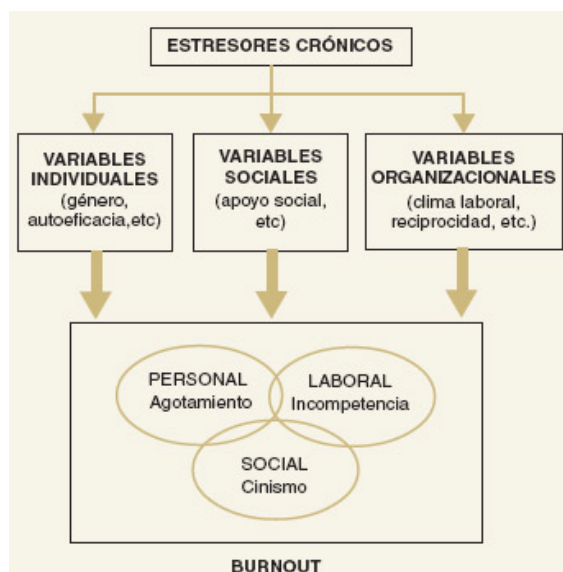 ESTRESORES CRÓNICOS
VARIABLES
INDIVIDUALES
(género,
autoeficacia,etc)
VARIABLES
SOCIALES
(apoyo social,
etc)
VARIABLES
ORGANIZACIONALES
(clima laboral,
reciprocidad, etc.)
PERSONAL
Agotamiento
LABORAL
Incompetencia
SOCIAL
Cinismo
BURNOUT